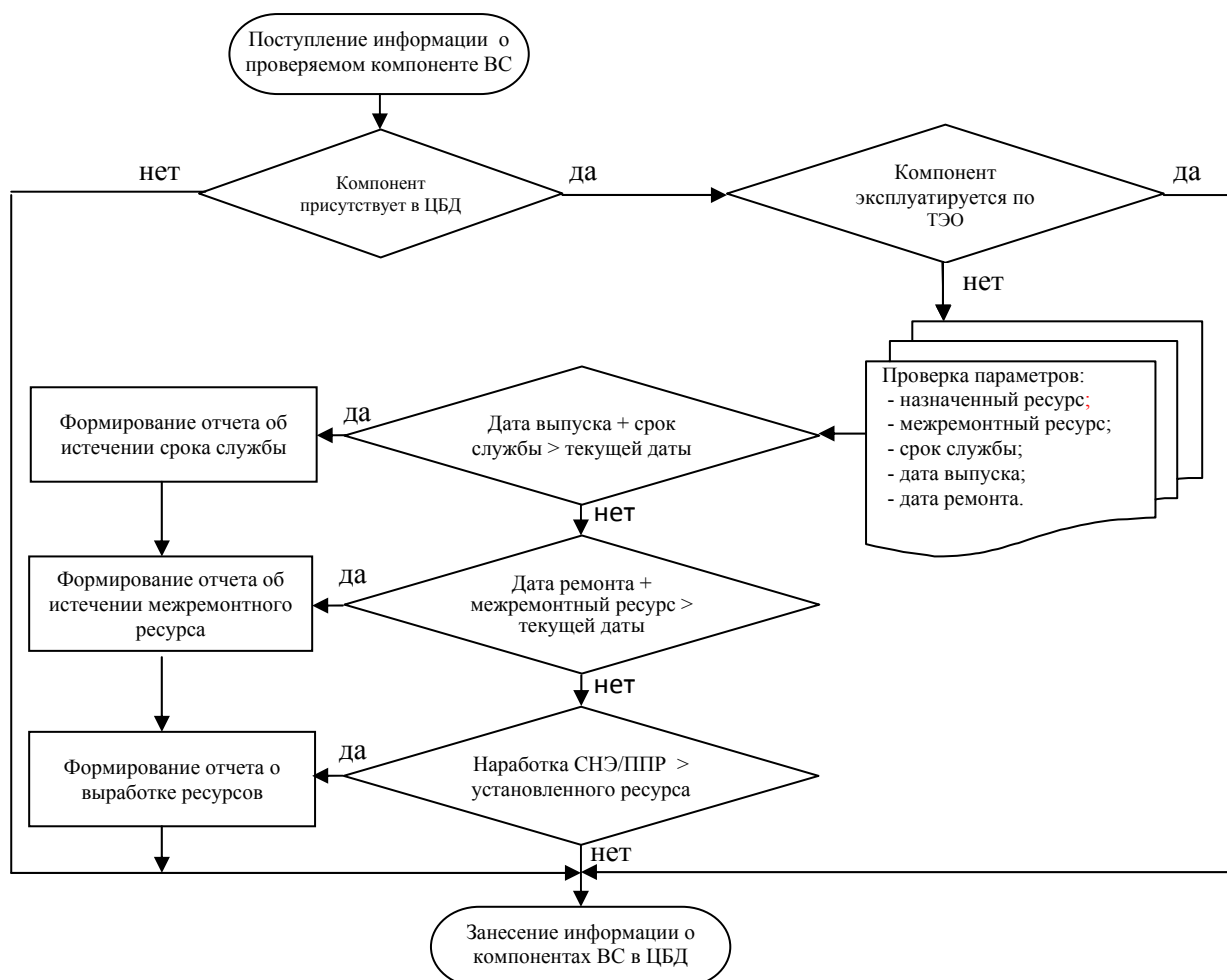 Поступление информации о
проверяемом компоненте ВС
нет
Компонент
присутствует в ЦБД
да
Компонент
эксплуатируется по
ТЭО
да
нет
Проверка параметров:
- назначенный ресурс;
- межремонтный ресурс;
- срок службы;
- дата выпуска;
- дата ремонта.
Дата выпуска + срок
службы > текущей даты
да
Формирование отчета об
истечении срока службы
нет
Дата ремонта +
межремонтный ресурс >
текущей даты
да
Формирование отчета об
истечении межремонтного
ресурса
нет
Наработка СНЭ/ППР >
установленного ресурса
да
Формирование отчета о
выработке ресурсов
нет
Занесение информации о
компонентах ВС в ЦБД